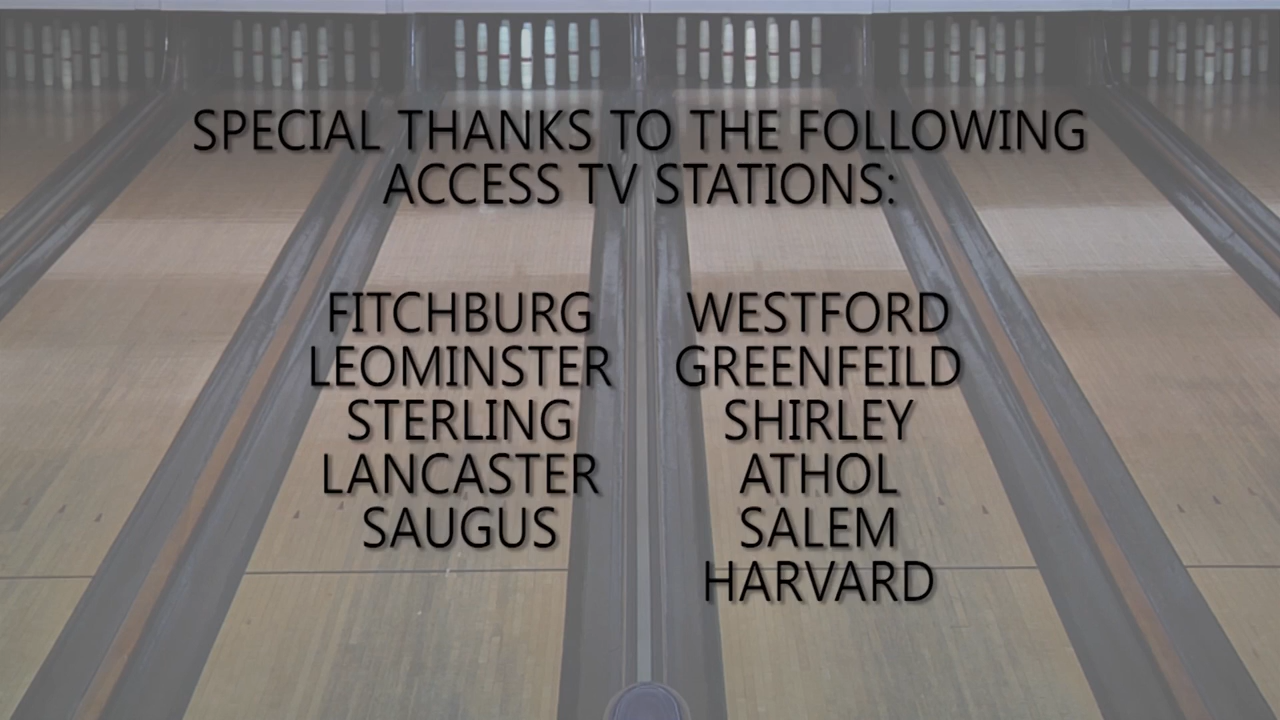 SPECIAL THANKS TO THE FOLLOWING
ACCESS TV STATIONS:
FITCHBURG
LEOMINSTER
STERLING
LANCASTER
SAUGUS
WESTFORD
GREENFEILD
SHIRLEY
ATHOL
SALEM
HARVARD